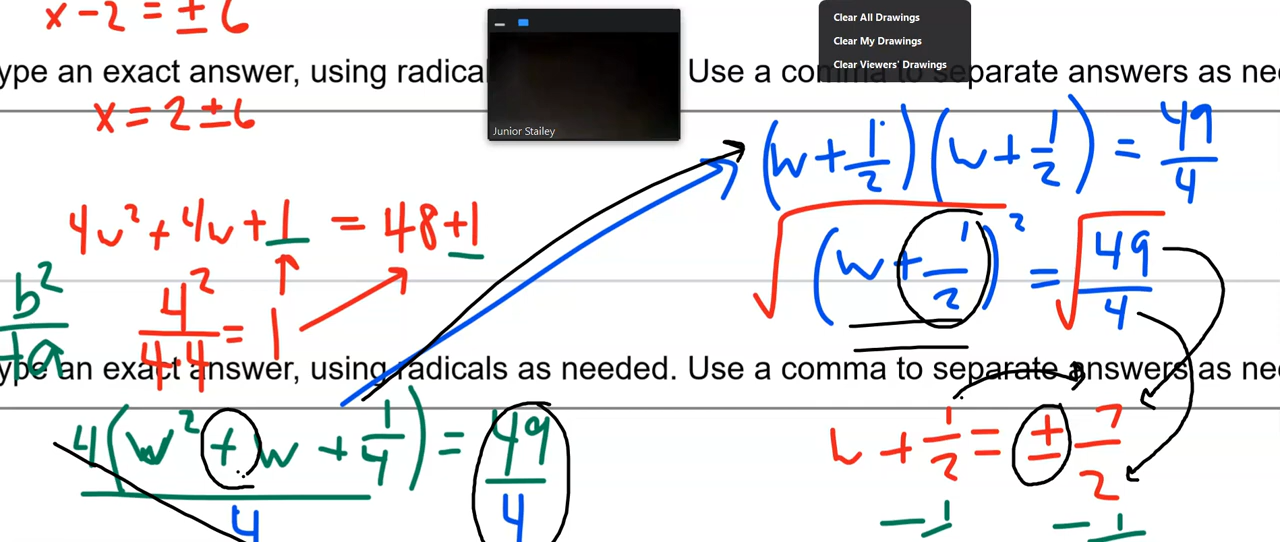 x - 2 = ± 6
Clear All Drawings
Clear My Drawings
Clear Viewers' Drawings
ype an exact answer, using radical Use a comma to separate answers as nee
x = 2 ± 6
Junior Stailey
(w + 1/2)(w + 1/2) = 49/4
4w² + 4w + 1 = 48 + 1
√(w + 1/2)² = √49/4
b²/4a
4²/4·4 = 1
ype an exact answer, using radicals as needed. Use a comma to separate answers as nee
4(w² + w + 1/4)/4 = 49/4
w + 1/2 = ± 7/2
- 1 - 1